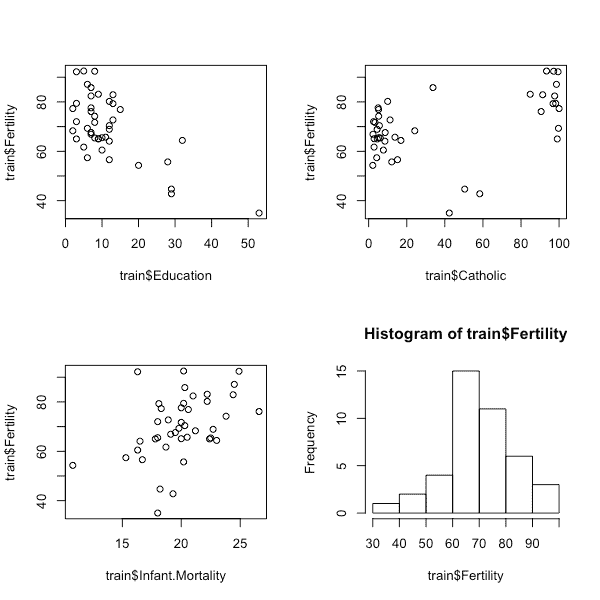 train$Fertility
40 60 80
0 10 20 30 40 50
train$Education
train$Fertility
40 60 80
0 20 40 60 80 100
train$Catholic
train$Fertility
40 60 80
15 20 25
train$Infant.Mortality
Histogram of train$Fertility
Frequency
0 5 10 15
30 40 50 60 70 80 90
train$Fertility